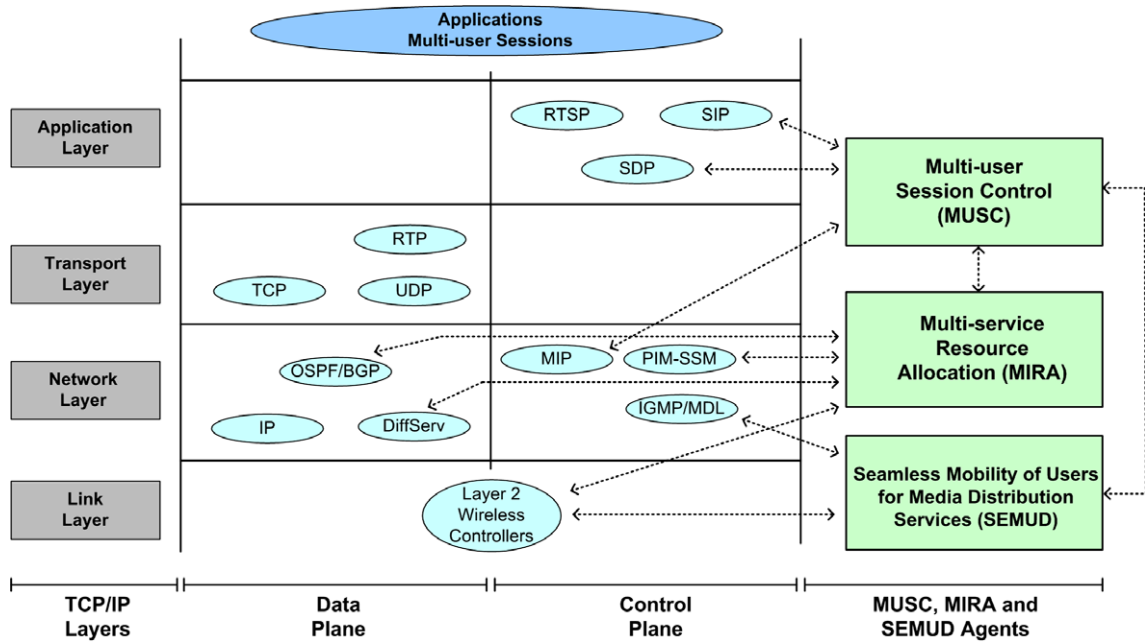 Applications
Multi-user Sessions
Application
Layer
RTSP
SIP
SDP
Multi-user
Session Control
(MUSC)
Transport
Layer
RTP
TCP
UDP
Multi-service
Resource
Allocation (MIRA)
Network
Layer
OSPF/BGP
MIP
PIM-SSM
IP
DiffServ
IGMP/MDL
Link
Layer
Layer 2
Wireless
Controllers
Seamless Mobility of Users
for Media Distribution
Services (SEMUD)
TCP/IP
Layers
Data
Plane
Control
Plane
MUSC, MIRA and
SEMUD Agents